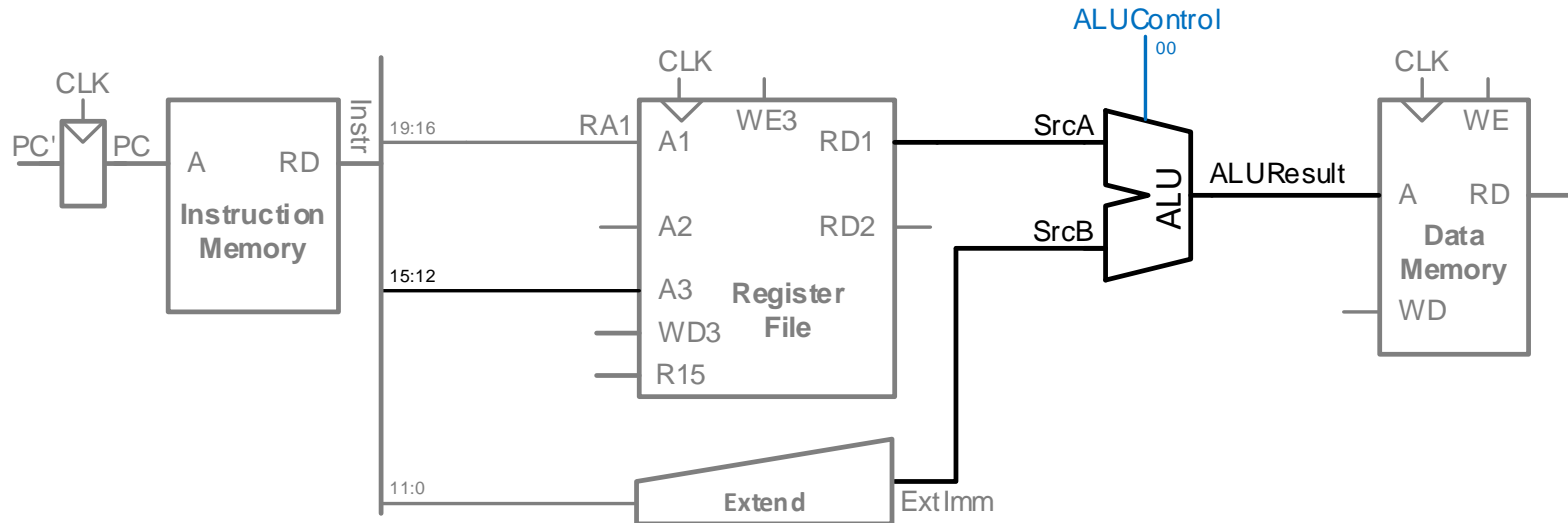 ALUControl
00
CLK
CLK
CLK
PC'
PC
A
RD
Instruction
Memory
Instr
19:16
RA1
A1
WE3
RD1
SrcA
A2
RD2
SrcB
ALU
ALUResult
WE
A
RD
Data
Memory
WD
15:12
A3
Register
File
WD3
R15
11:0
Extend
ExtImm